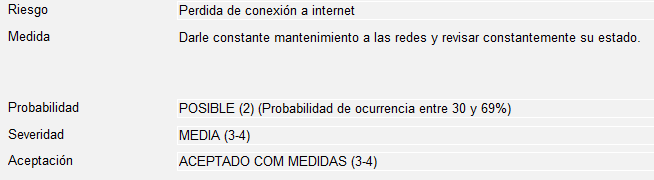 Riesgo Perdida de conexión a internet
Medida Darle constante mantenimiento a las redes y revisar constantemente su estado.
Probabilidad POSIBLE (2) (Probabilidad de ocurrencia entre 30 y 69%)
Severidad MEDIA (3-4)
Aceptación ACEPTADO COM MEDIDAS (3-4)